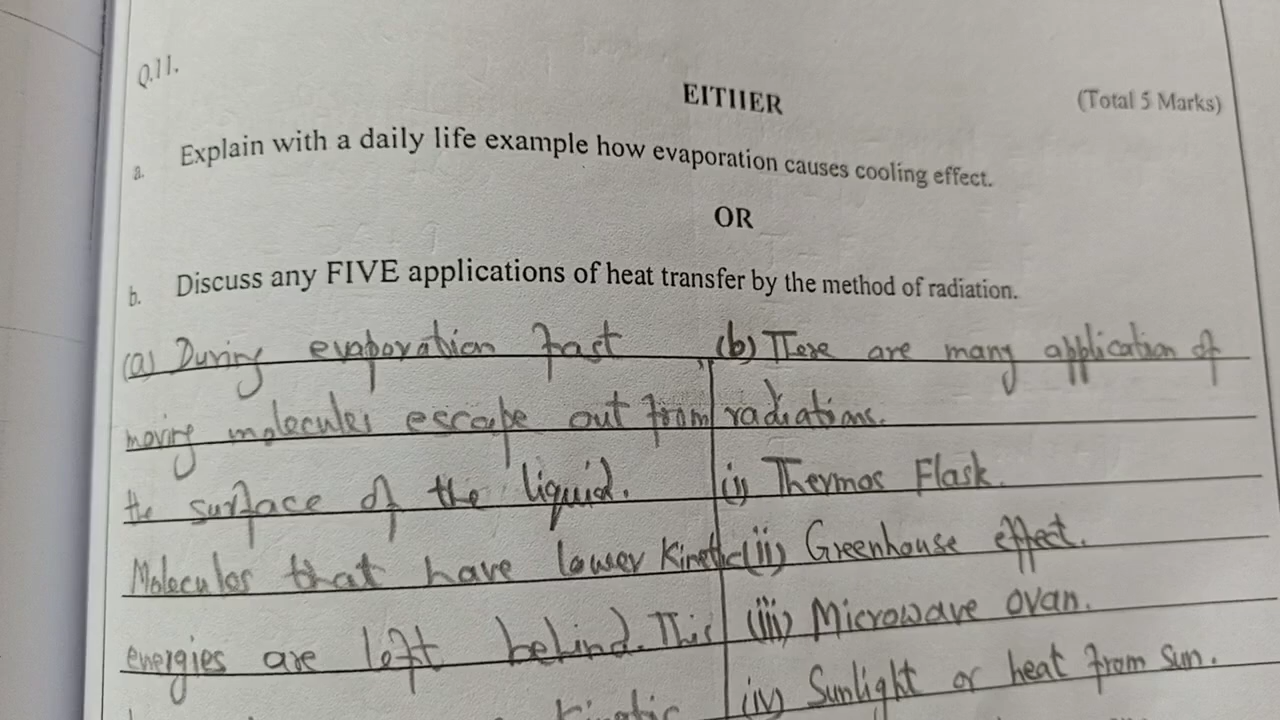 Q.11.
EITHER
(Total 5 Marks)
a. Explain with a daily life example how evaporation causes cooling effect.
OR
b. Discuss any FIVE applications of heat transfer by the method of radiation.
(a) During evaporation fast
moving molecules escape out from
the surface of the liquid.
Molecules that have lower Kinetic
energies are left behind. This
kinetic
(b) There are many application of
radiations.
(i) Thermos Flask.
(ii) Greenhouse effect.
(iii) Microwave ovan.
(iv) Sunlight or heat from sun.